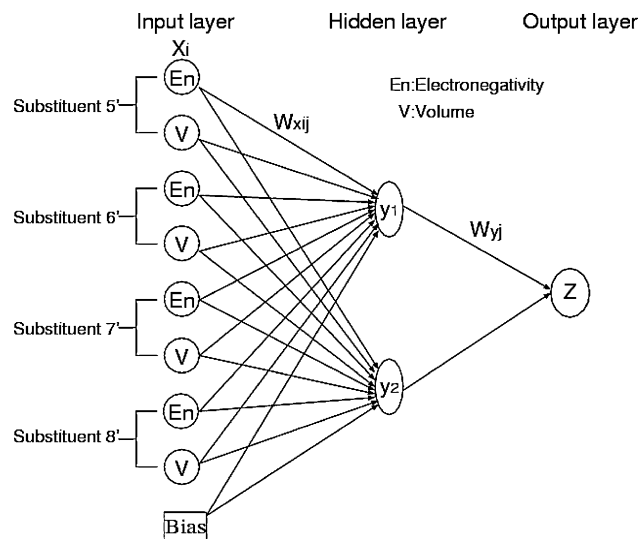 Input layer
Hidden layer
Output layer
Xi
En:Electronegativity
V:Volume
Substituent 5'
En
V
Wxij
Substituent 6'
En
V
y1
Wyj
Substituent 7'
En
V
Z
y2
Substituent 8'
En
V
Bias